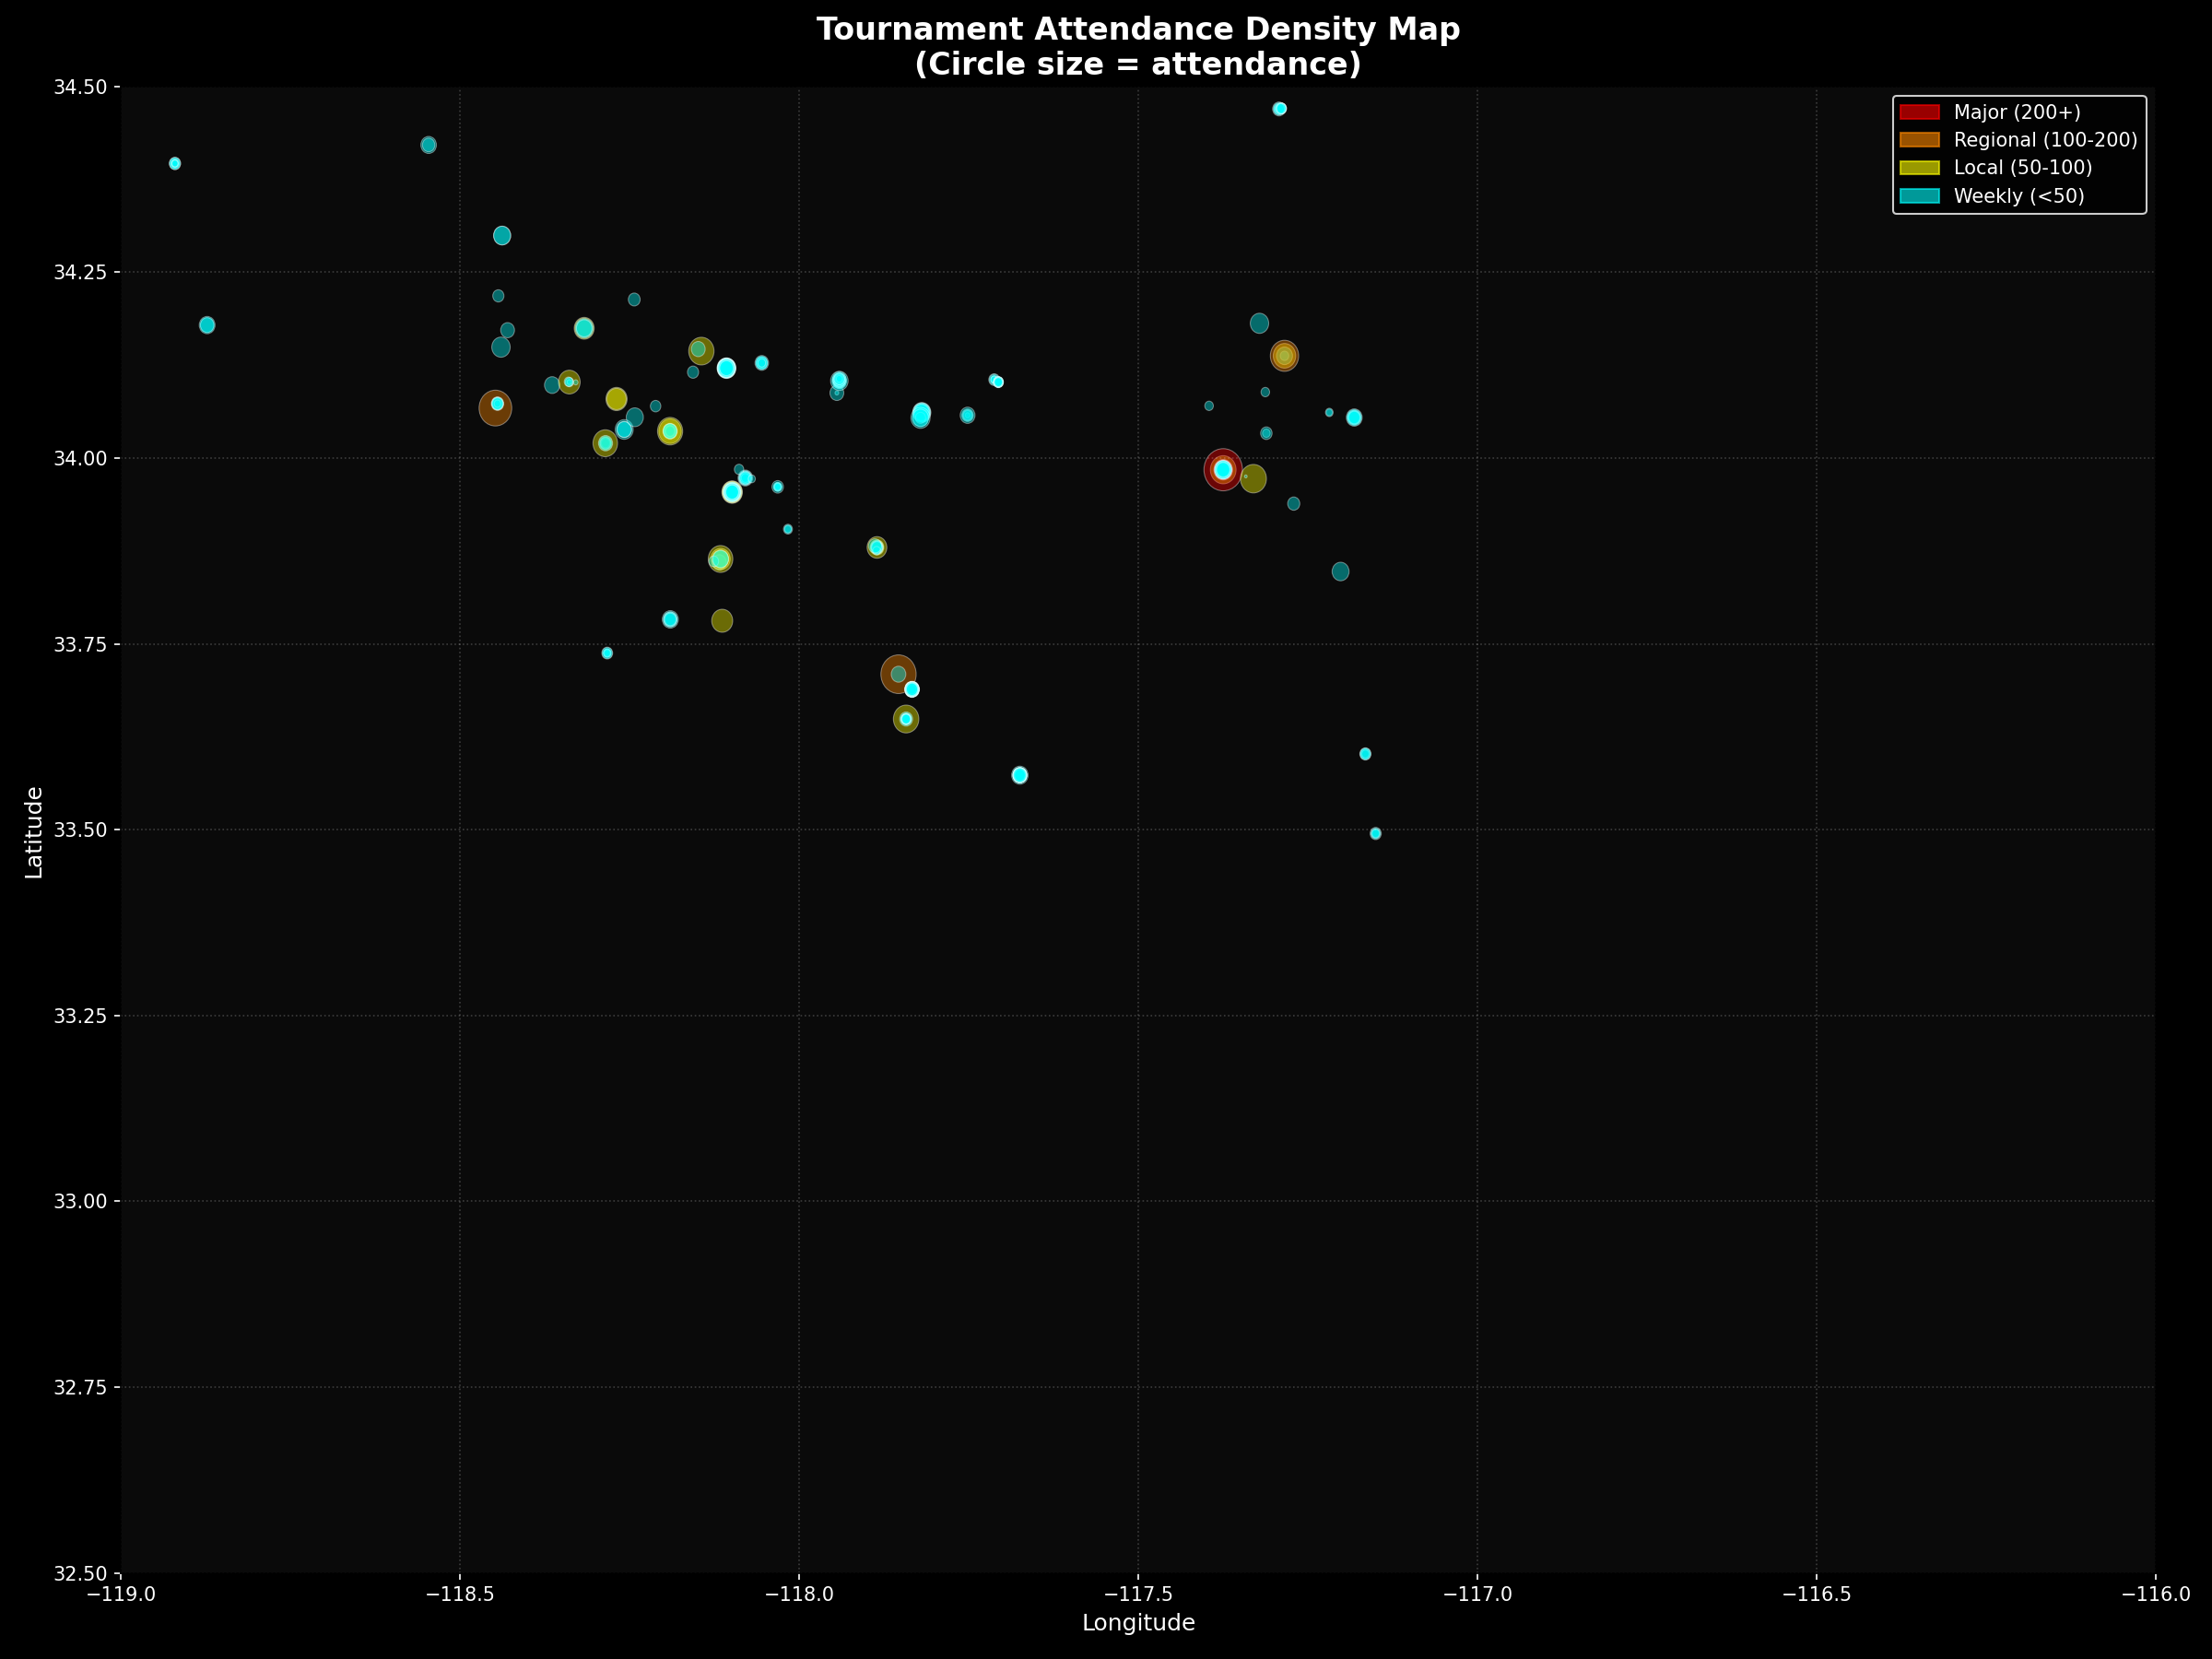 Tournament Attendance Density Map
(Circle size = attendance)
Major (200+)
Regional (100-200)
Local (50-100)
Weekly (<50)
34.50
34.25
34.00
33.75
33.50
33.25
33.00
32.75
32.50
Latitude
−119.0
−118.5
−118.0
−117.5
−117.0
−116.5
−116.0
Longitude